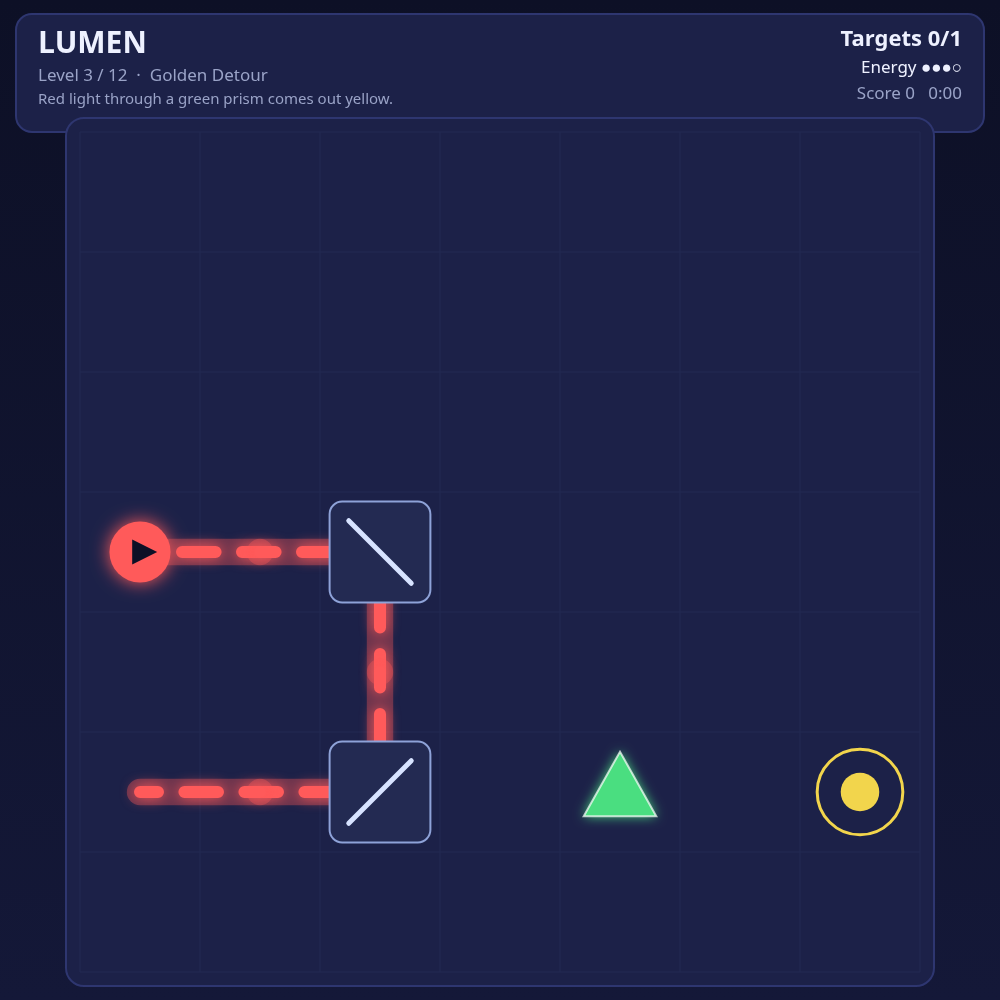 LUMEN
Level 3 / 12 · Golden Detour
Red light through a green prism comes out yellow.
Targets 0/1
Energy ●●●○
Score 0 0:00